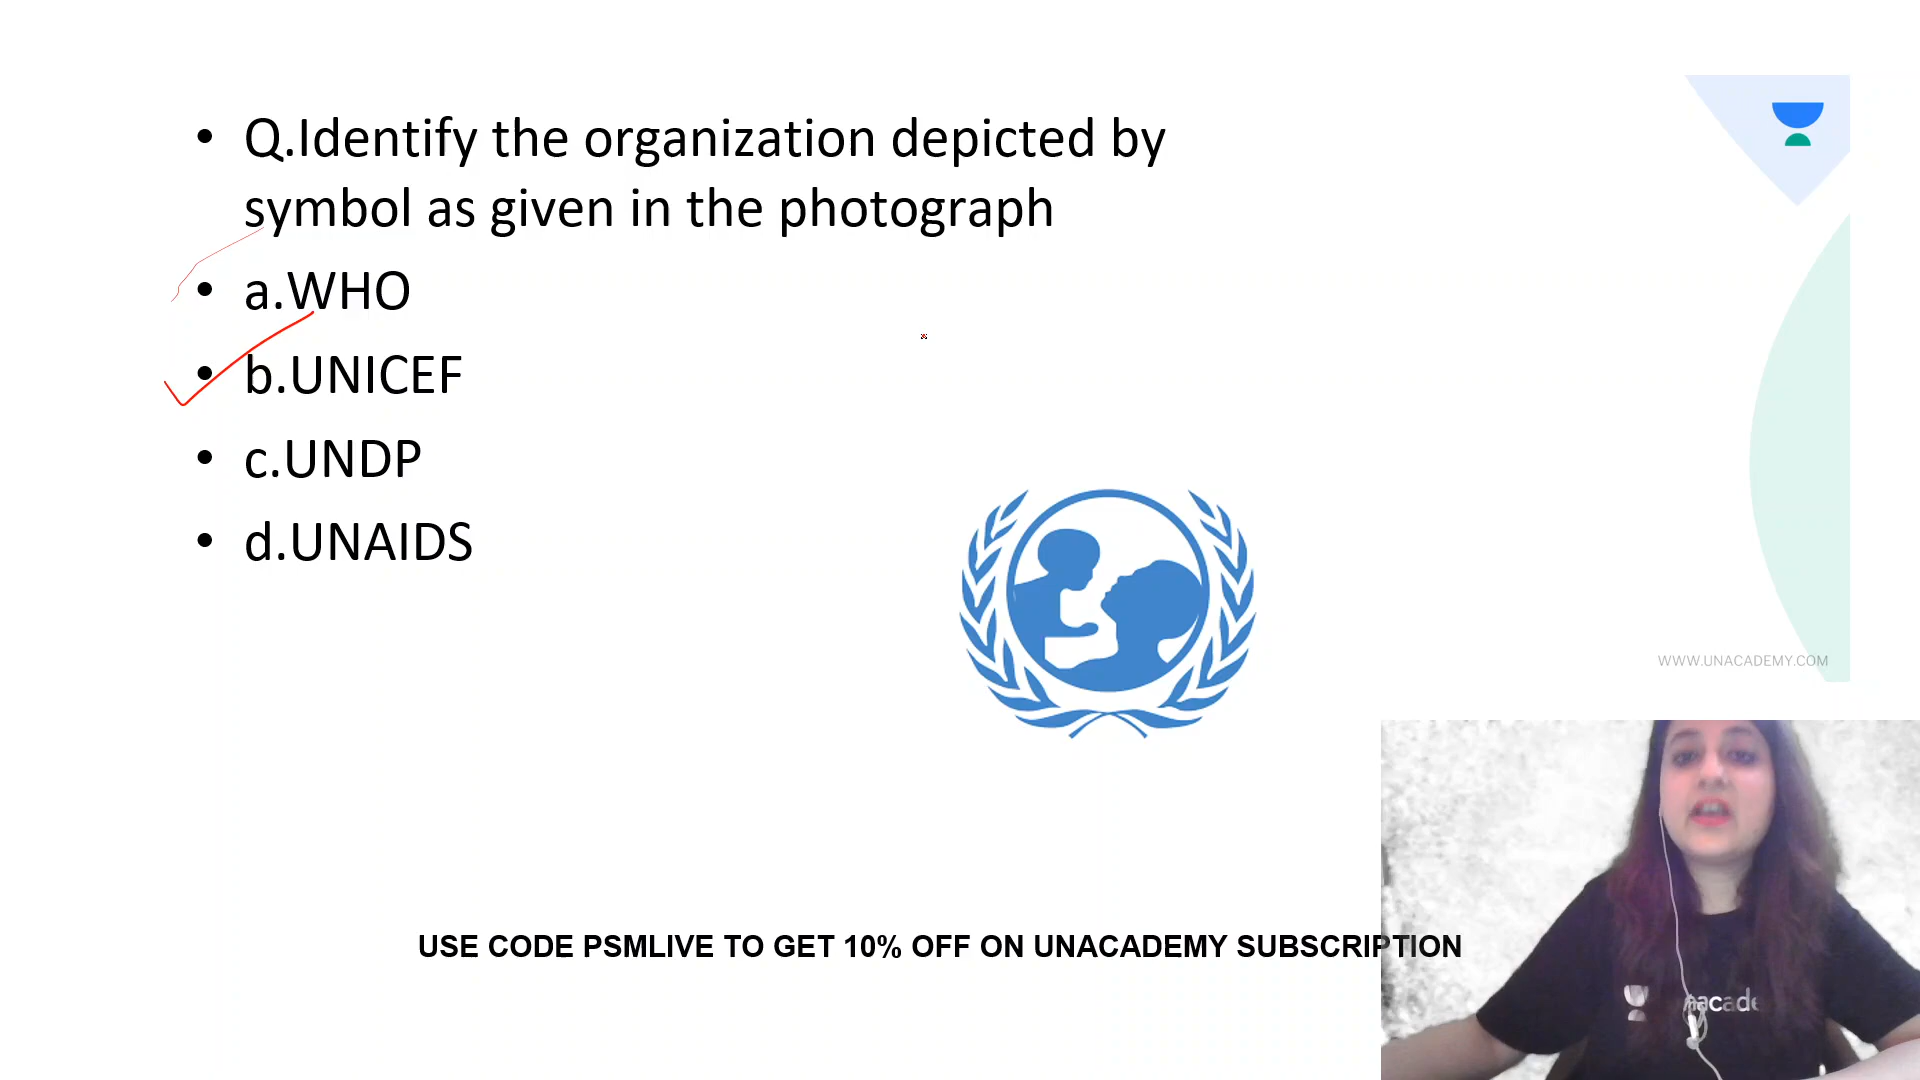 • Q.Identify the organization depicted by
symbol as given in the photograph
• a.WHO
• b.UNICEF
• c.UNDP
• d.UNAIDS
WWW.UNACADEMY.COM
USE CODE PSMLIVE TO GET 10% OFF ON UNACADEMY SUBSCRIPTION